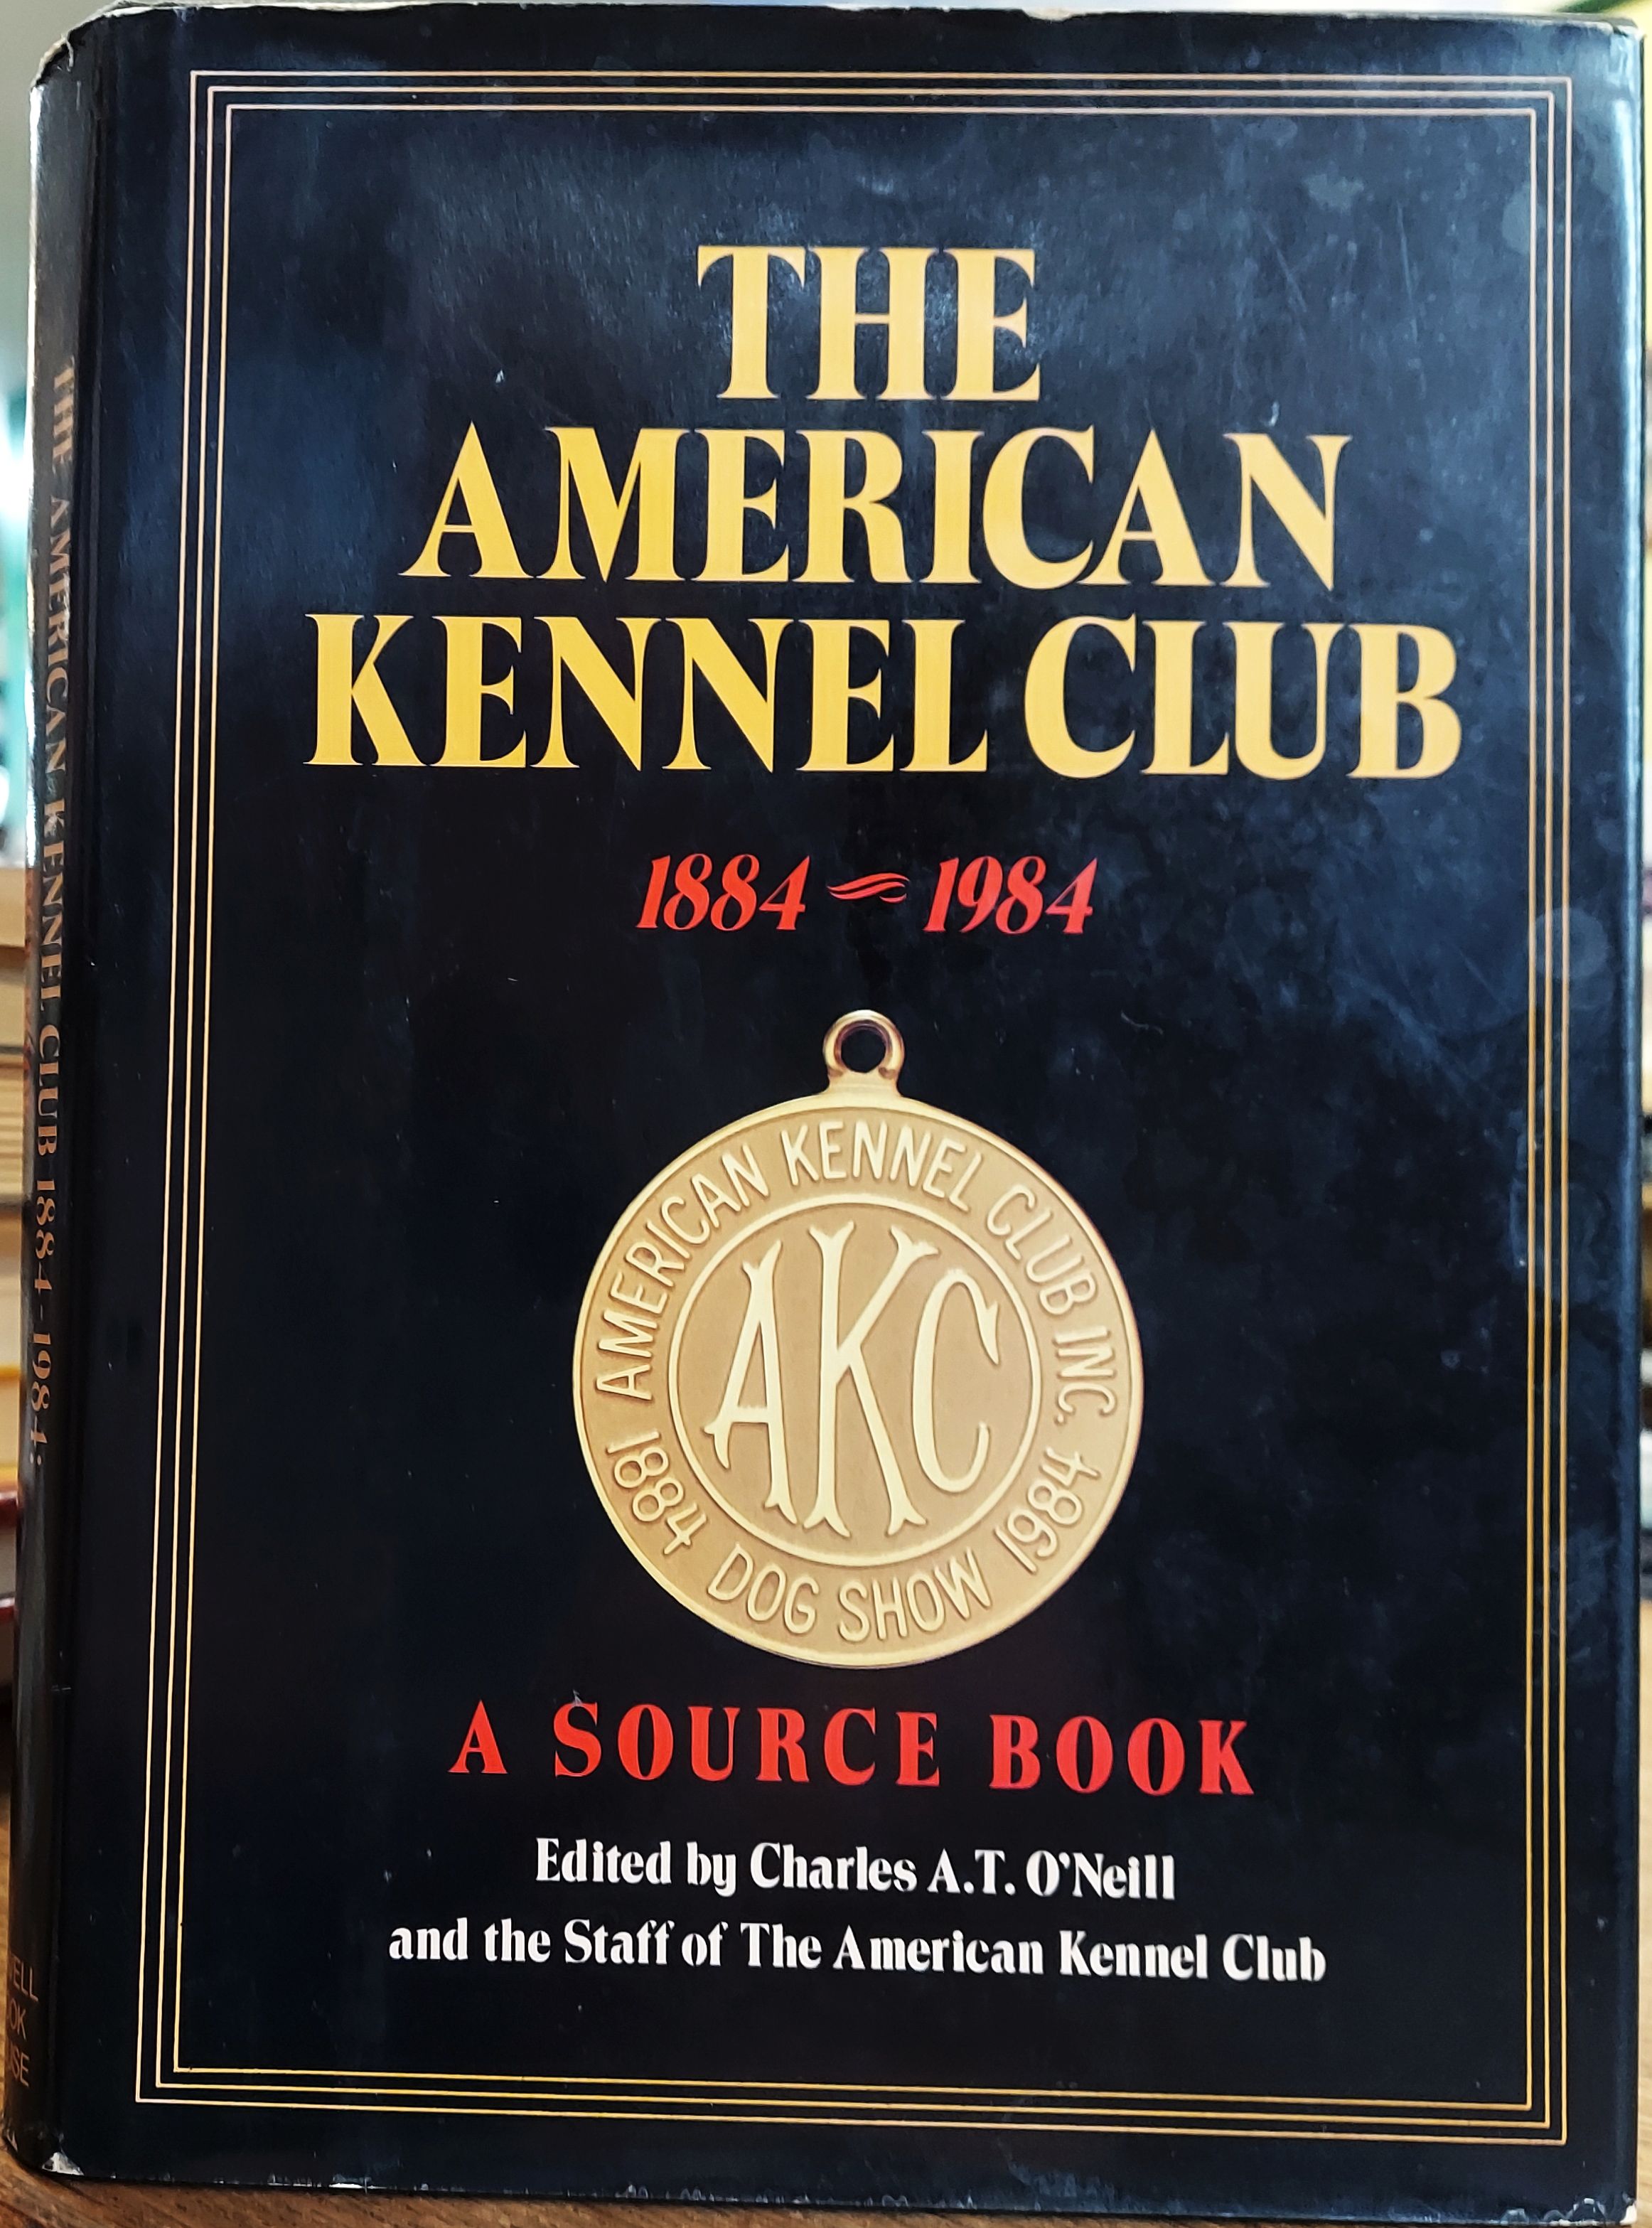 THE
AMERICAN
KENNEL CLUB
1884 ~ 1984
AMERICAN KENNEL CLUB INC.
1884 DOG SHOW 1984
AKC
A SOURCE BOOK
Edited by Charles A.T. O'Neill
and the Staff of The American Kennel Club
THE AMERICAN KENNEL CLUB 1884-1984: